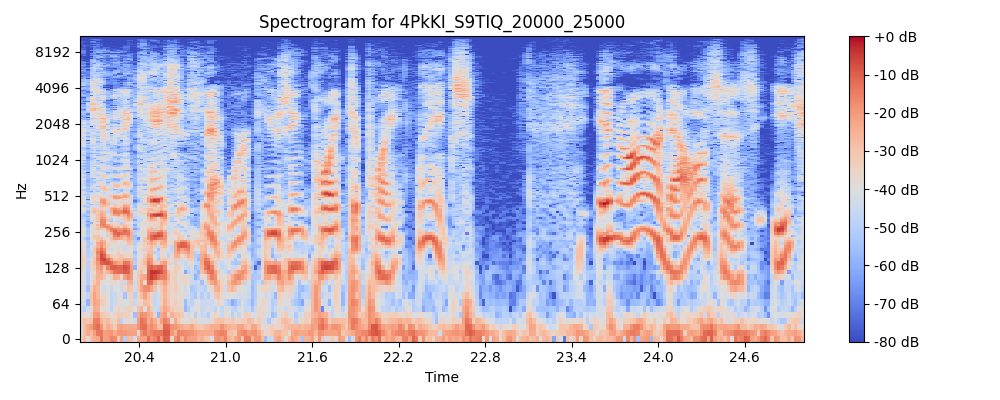 Spectrogram for 4PkKI_S9TIQ_20000_25000
8192
4096
2048
1024
512
256
128
64
0
Hz
20.4 21.0 21.6 22.2 22.8 23.4 24.0 24.6
Time
+0 dB
-10 dB
-20 dB
-30 dB
-40 dB
-50 dB
-60 dB
-70 dB
-80 dB